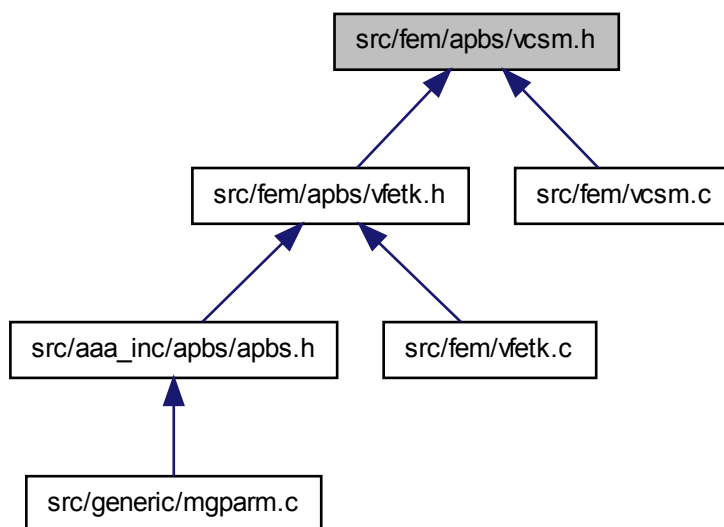 src/fem/apbs/vcsm.h
src/fem/apbs/vfetk.h
src/fem/vcsm.c
src/aaa_inc/apbs/apbs.h
src/fem/vfetk.c
src/generic/mgparm.c